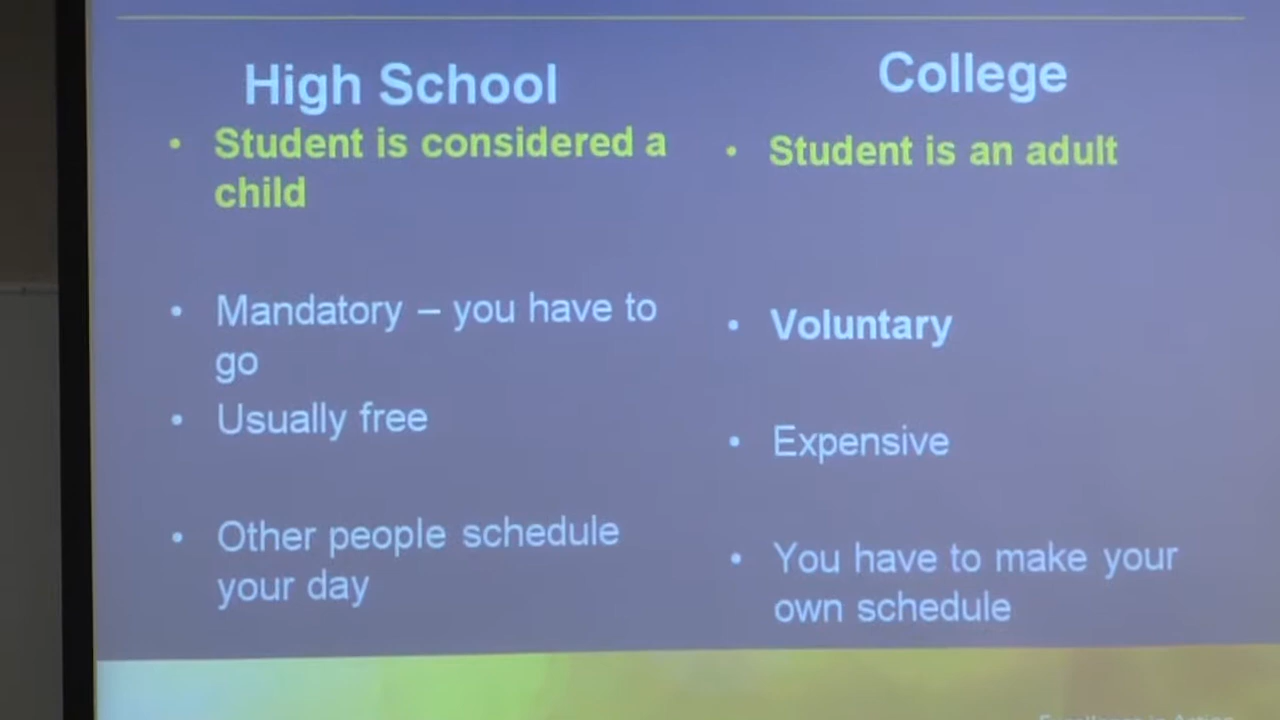 High School
• Student is considered a
child
• Mandatory – you have to
go
• Usually free
• Other people schedule
your day
College
• Student is an adult
• Voluntary
• Expensive
• You have to make your
own schedule